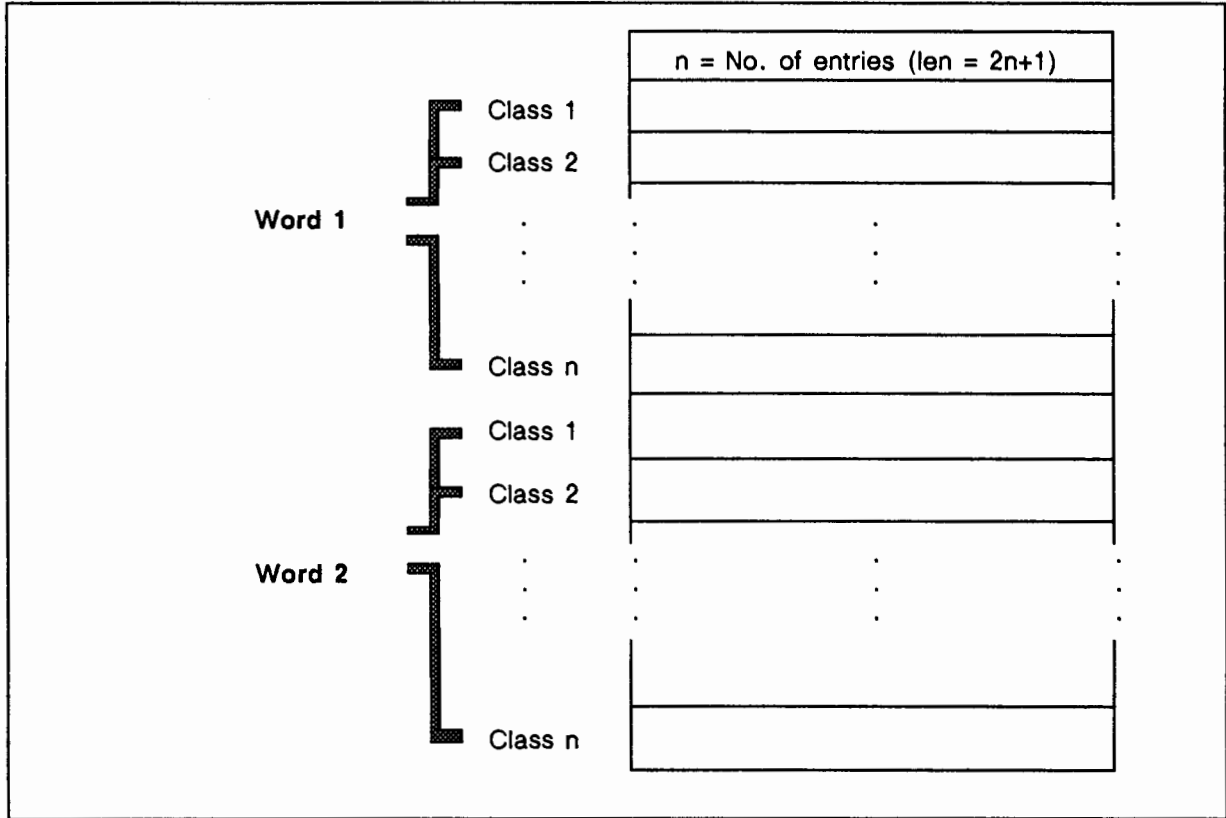 n = No. of entries (len = 2n+1)
Class 1
Class 2
Word 1
Class n
Class 1
Class 2
Word 2
Class n